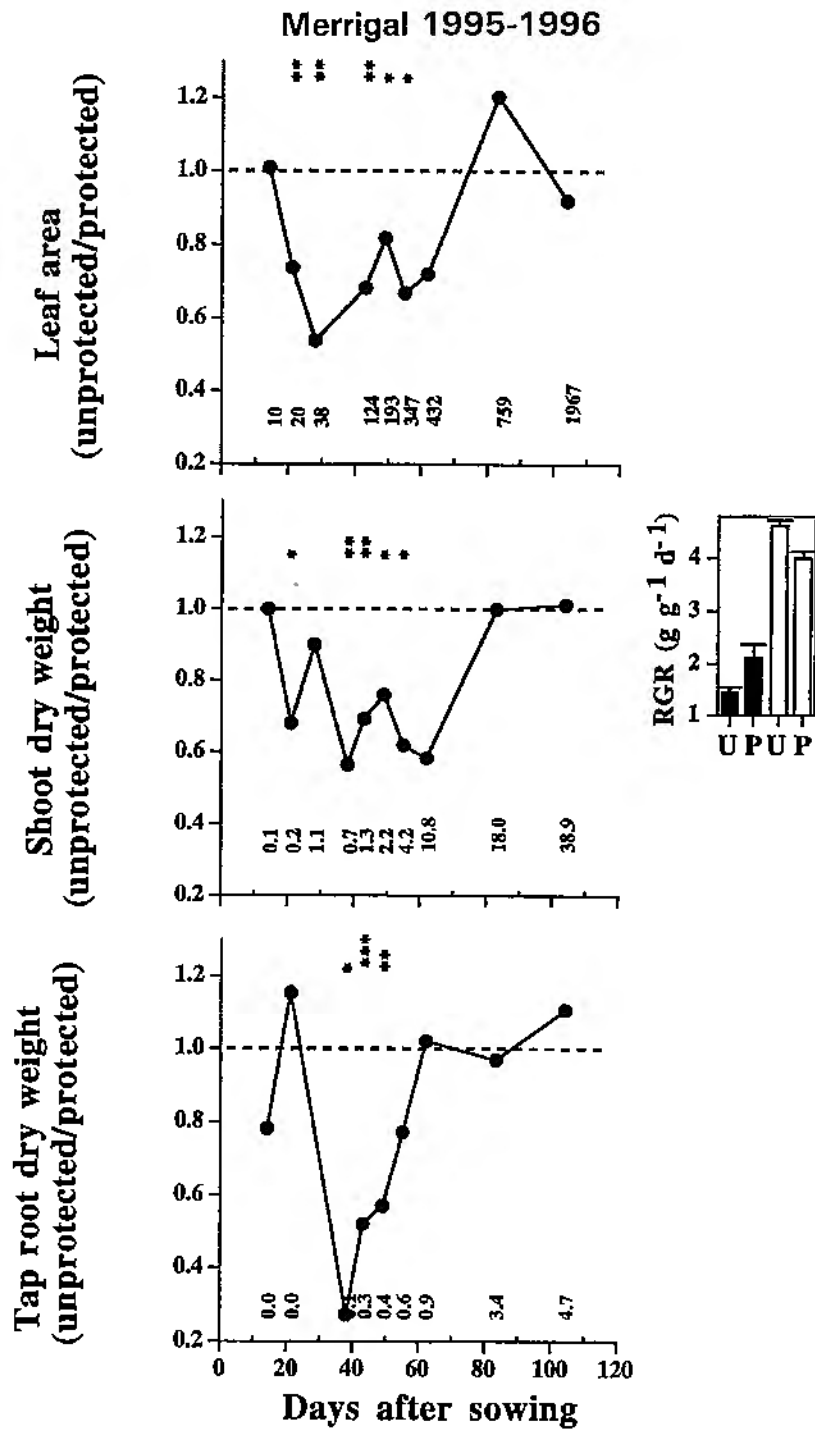 Merrigal 1995-1996
Leaf area
(unprotected/protected)
1.2
1.0
0.8
0.6
0.4
0.2
** ** ** * *
10 20 38 124 193 347 432 759 1967
Shoot dry weight
(unprotected/protected)
1.2
1.0
0.8
0.6
0.4
0.2
* ** ** * *
0.1 0.2 1.1 0.7 1.3 2.2 4.2 10.8 18.0 38.9
RGR (g g⁻¹ d⁻¹)
4
3
2
1
U P U P
Tap root dry weight
(unprotected/protected)
1.2
1.0
0.8
0.6
0.4
0.2
* *** **
0.0 0.0 0.3 0.4 0.6 0.9 3.4 4.7
0 20 40 60 80 100 120
Days after sowing